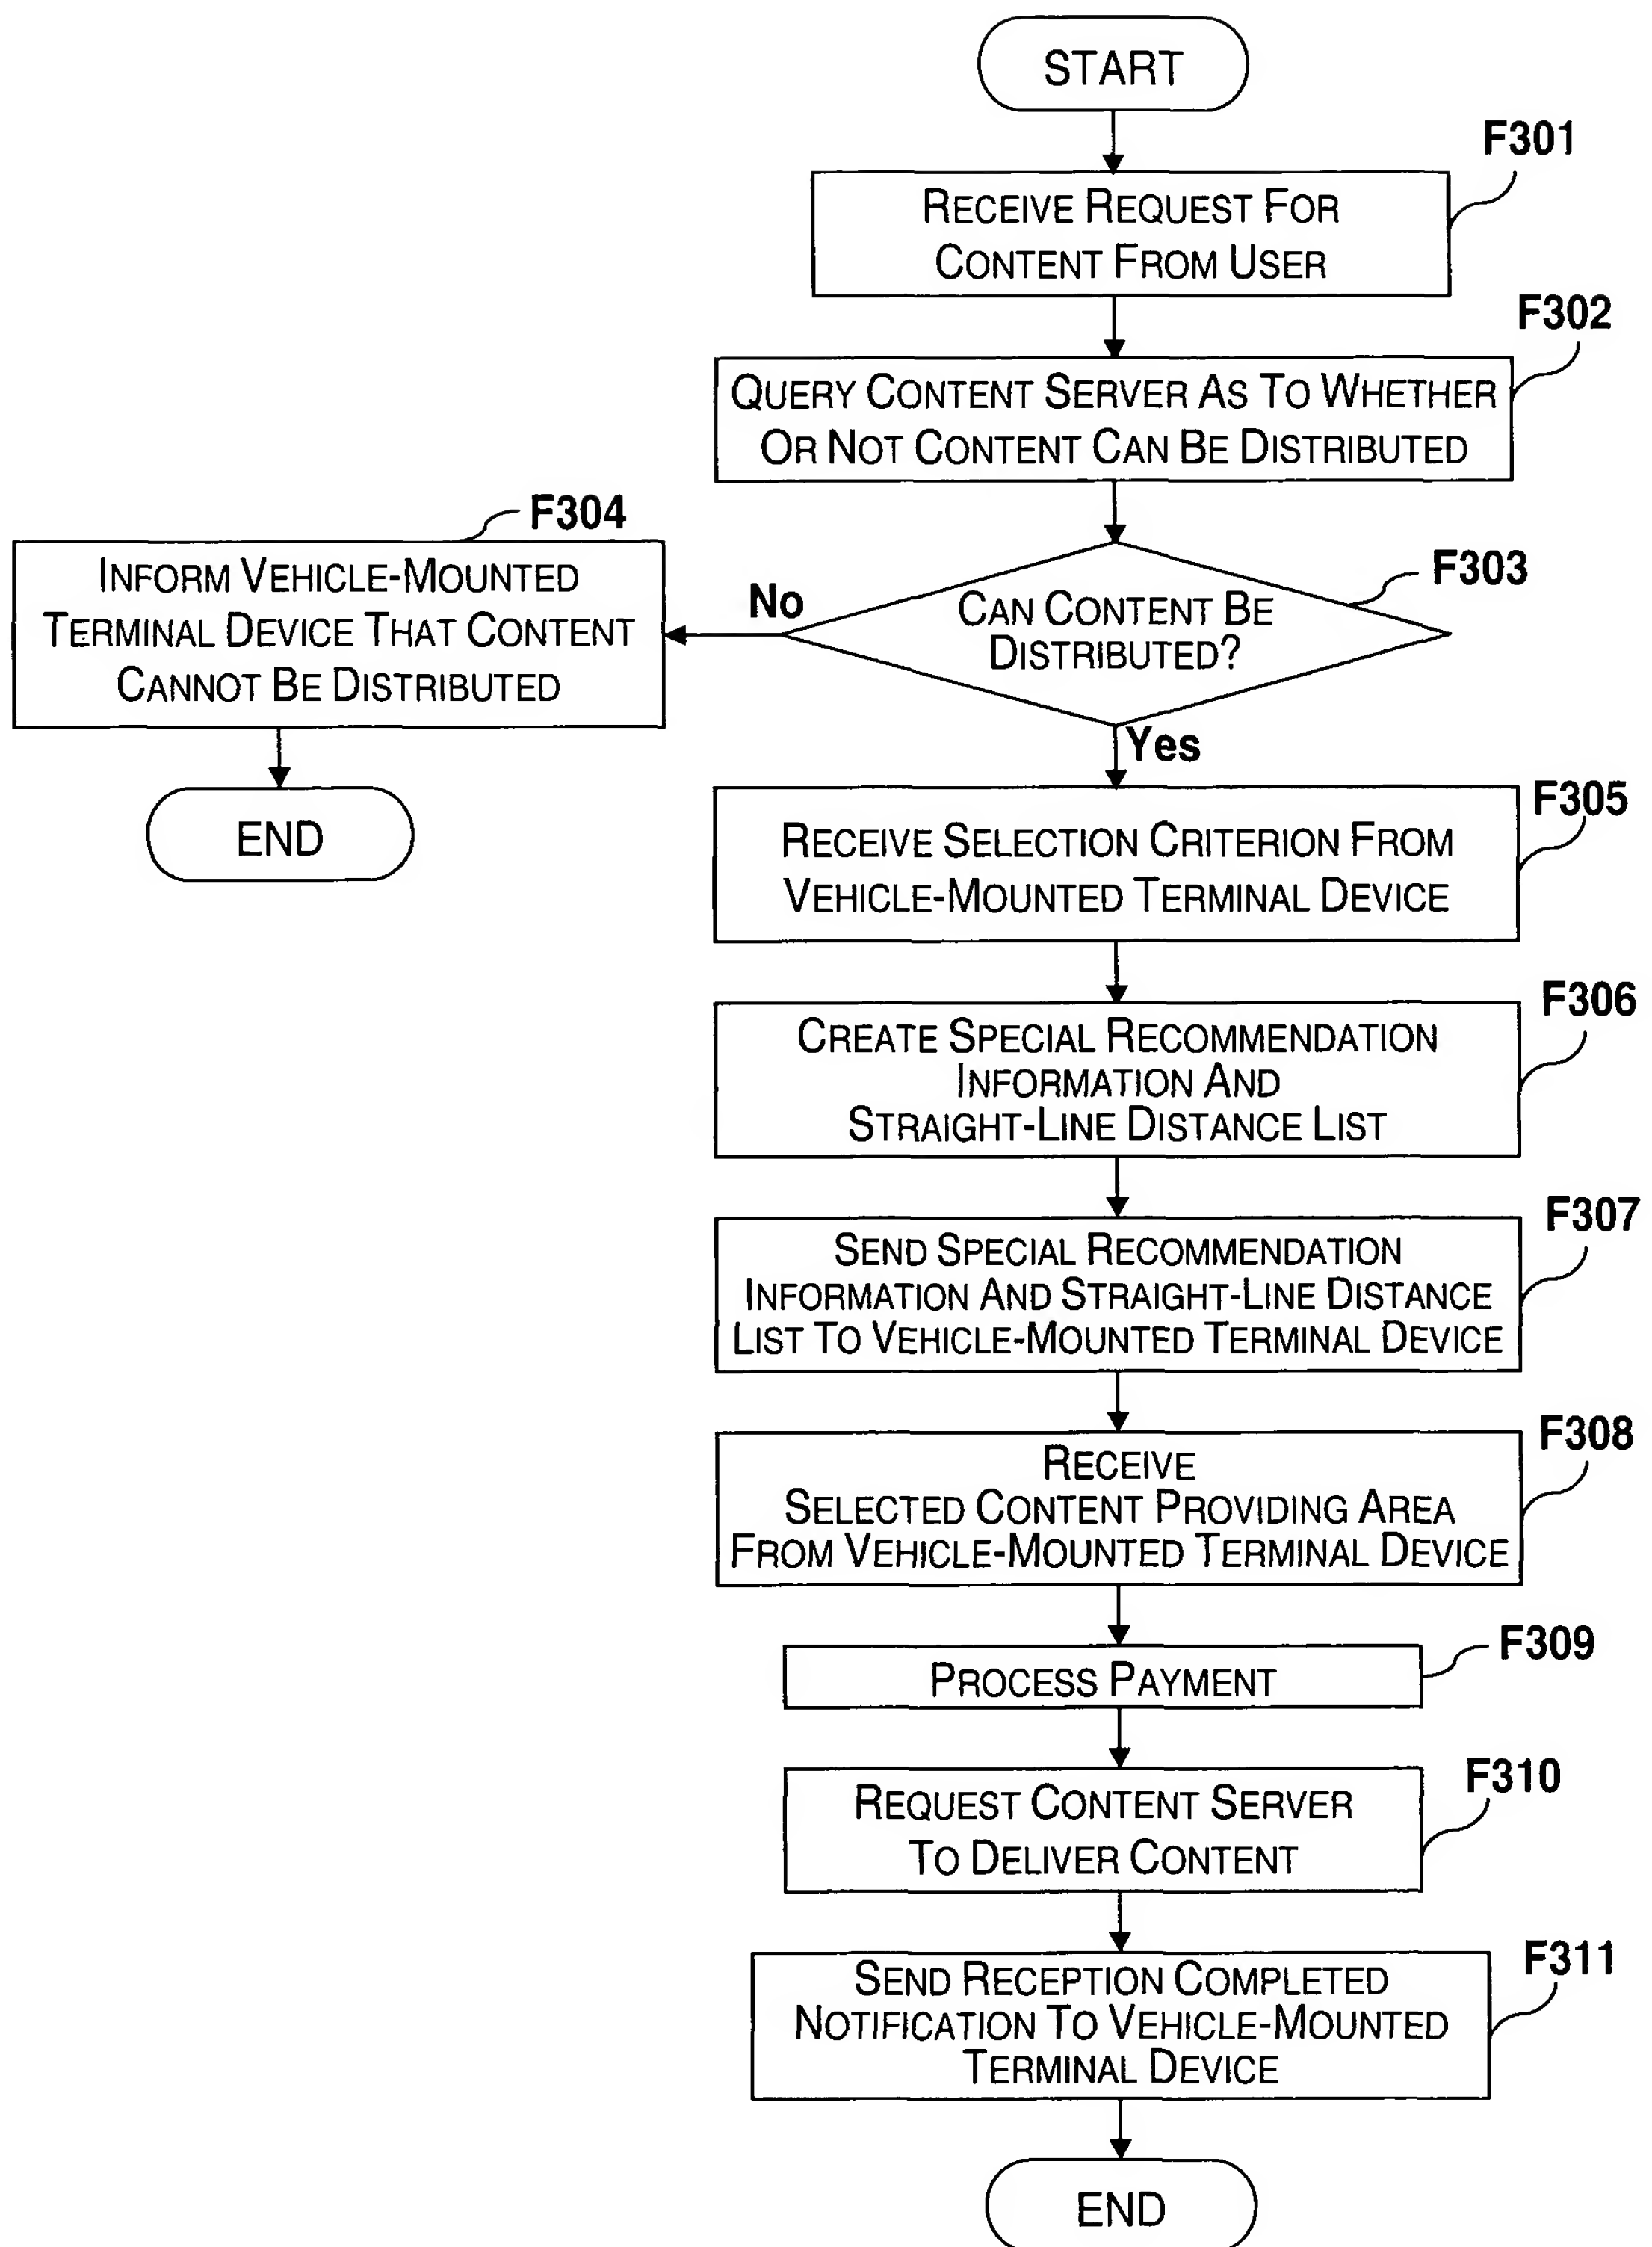 START
F301
RECEIVE REQUEST FOR
CONTENT FROM USER
F302
QUERY CONTENT SERVER AS TO WHETHER
OR NOT CONTENT CAN BE DISTRIBUTED
F304
INFORM VEHICLE-MOUNTED
TERMINAL DEVICE THAT CONTENT
CANNOT BE DISTRIBUTED
END
No
F303
CAN CONTENT BE
DISTRIBUTED?
Yes
F305
RECEIVE SELECTION CRITERION FROM
VEHICLE-MOUNTED TERMINAL DEVICE
F306
CREATE SPECIAL RECOMMENDATION
INFORMATION AND
STRAIGHT-LINE DISTANCE LIST
F307
SEND SPECIAL RECOMMENDATION
INFORMATION AND STRAIGHT-LINE DISTANCE
LIST TO VEHICLE-MOUNTED TERMINAL DEVICE
F308
RECEIVE
SELECTED CONTENT PROVIDING AREA
FROM VEHICLE-MOUNTED TERMINAL DEVICE
F309
PROCESS PAYMENT
F310
REQUEST CONTENT SERVER
TO DELIVER CONTENT
F311
SEND RECEPTION COMPLETED
NOTIFICATION TO VEHICLE-MOUNTED
TERMINAL DEVICE
END